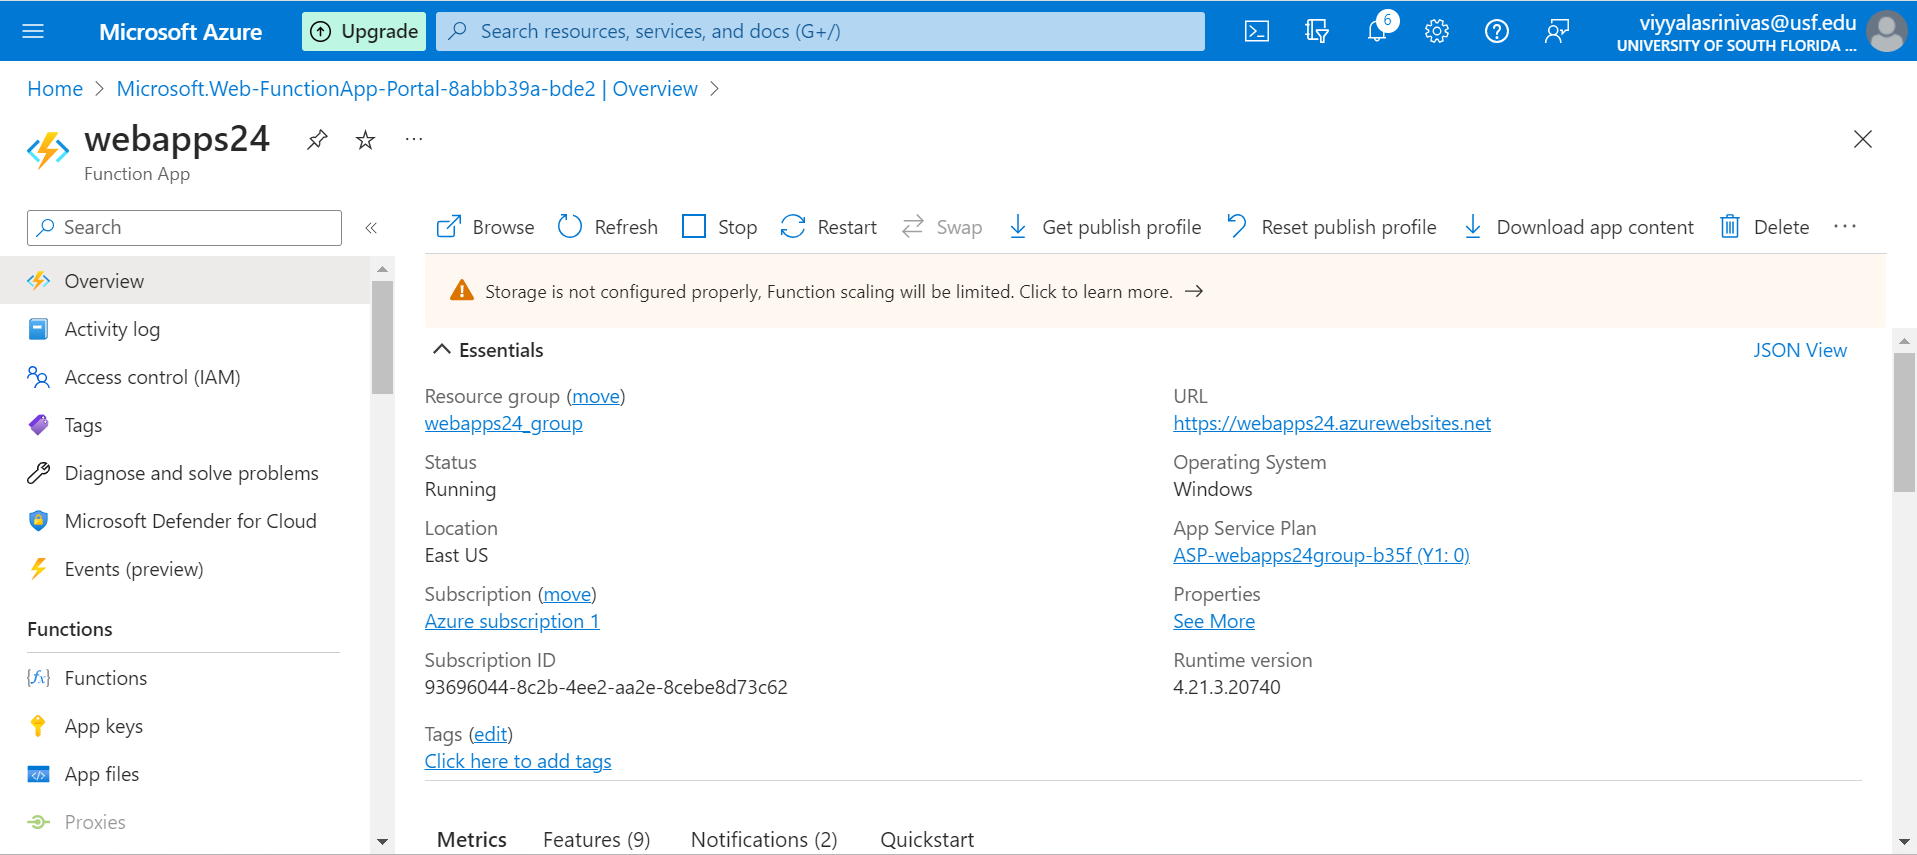 Microsoft Azure
Upgrade
Search resources, services, and docs (G+/)
6
viyyalasrinivas@usf.edu
UNIVERSITY OF SOUTH FLORIDA ...
Home > Microsoft.Web-FunctionApp-Portal-8abbb39a-bde2 | Overview >
webapps24
Function App
Search
«
Browse Refresh Stop Restart Swap Get publish profile Reset publish profile Download app content Delete ...
Overview
Activity log
Access control (IAM)
Tags
Diagnose and solve problems
Microsoft Defender for Cloud
Events (preview)
Functions
Functions
App keys
App files
Proxies
Storage is not configured properly, Function scaling will be limited. Click to learn more. →
Essentials
JSON View
Resource group (move)
webapps24_group
Status
Running
Location
East US
Subscription (move)
Azure subscription 1
Subscription ID
93696044-8c2b-4ee2-aa2e-8cebe8d73c62
Tags (edit)
Click here to add tags
URL
https://webapps24.azurewebsites.net
Operating System
Windows
App Service Plan
ASP-webapps24group-b35f (Y1: 0)
Properties
See More
Runtime version
4.21.3.20740
Metrics Features (9) Notifications (2) Quickstart